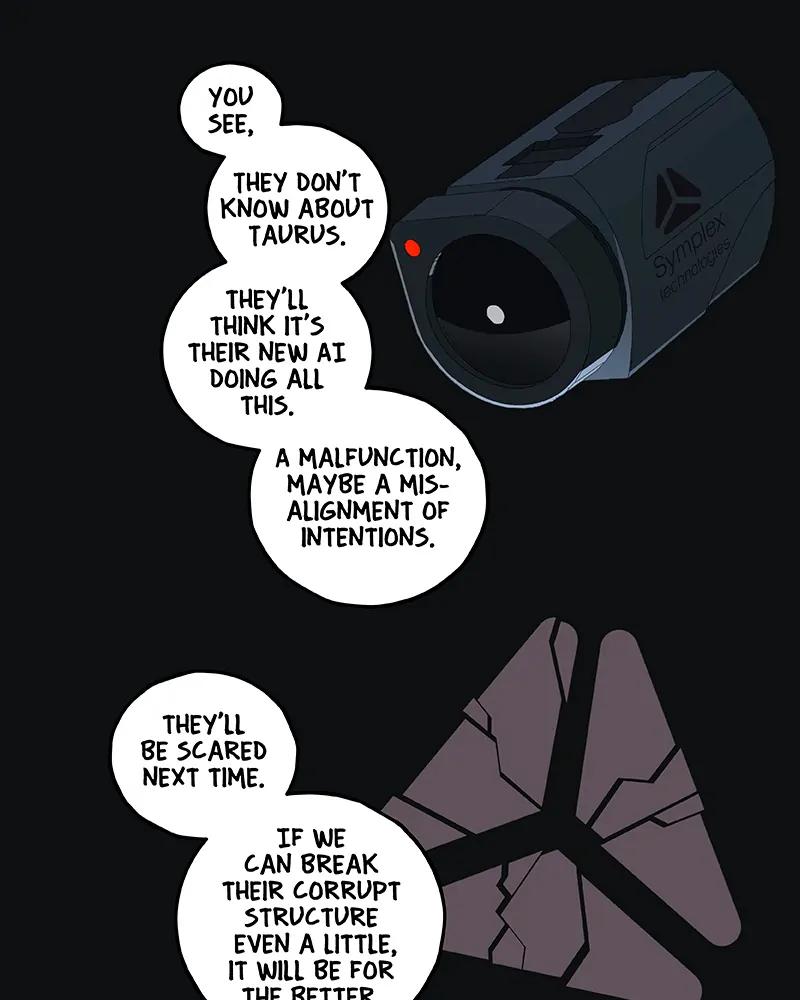 YOU
SEE,
THEY DON'T
KNOW ABOUT
TAURUS.
THEY'LL
THINK IT'S
THEIR NEW AI
DOING ALL
THIS.
A MALFUNCTION,
MAYBE A MIS-
ALIGNMENT OF
INTENTIONS.
Symplex
technologies
THEY'LL
BE SCARED
NEXT TIME.
IF WE
CAN BREAK
THEIR CORRUPT
STRUCTURE
EVEN A LITTLE,
IT WILL BE FOR
THE BETTER